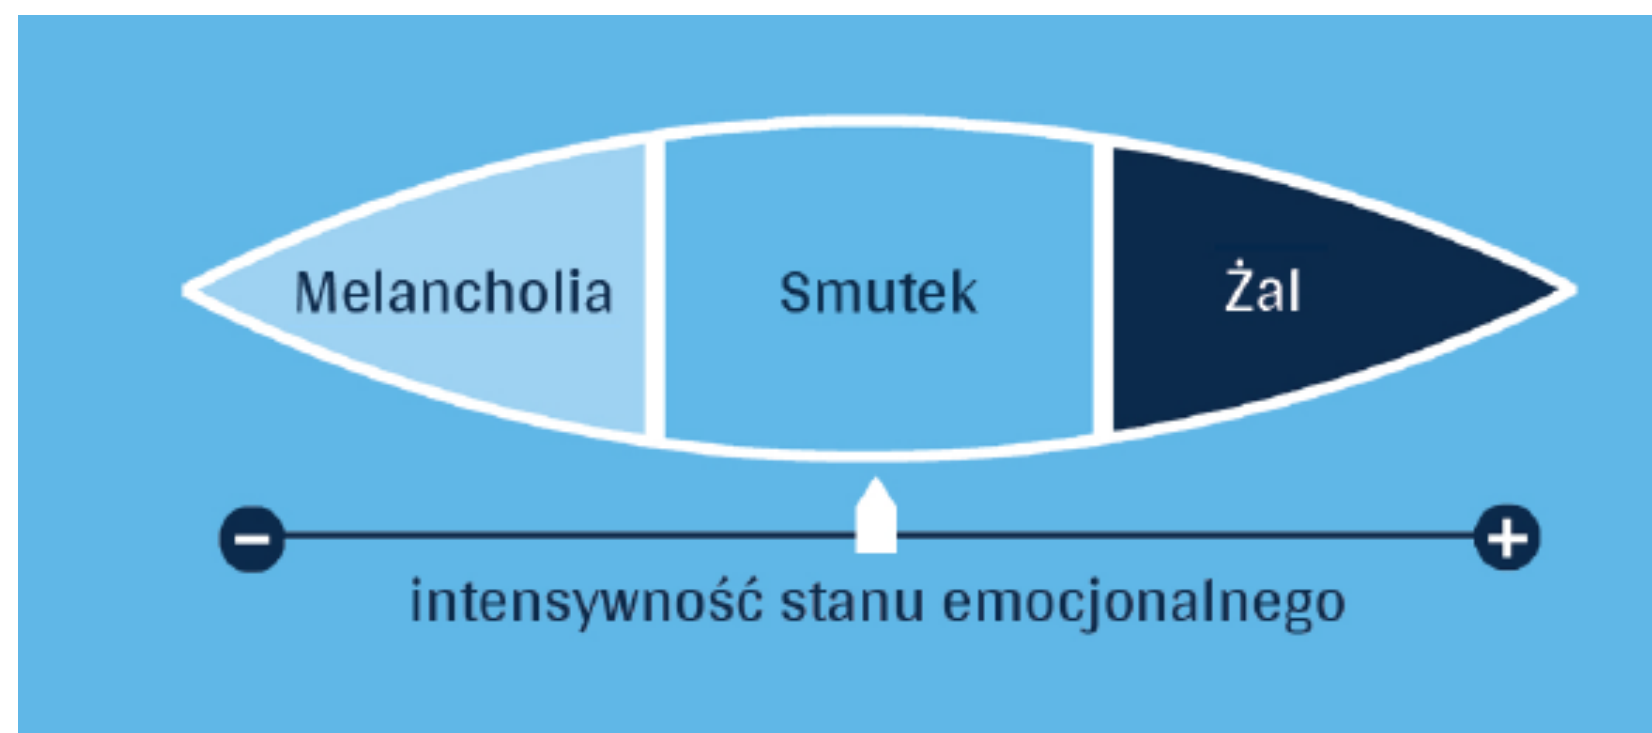 Melancholia
Smutek
Żal
− +
intensywność stanu emocjonalnego